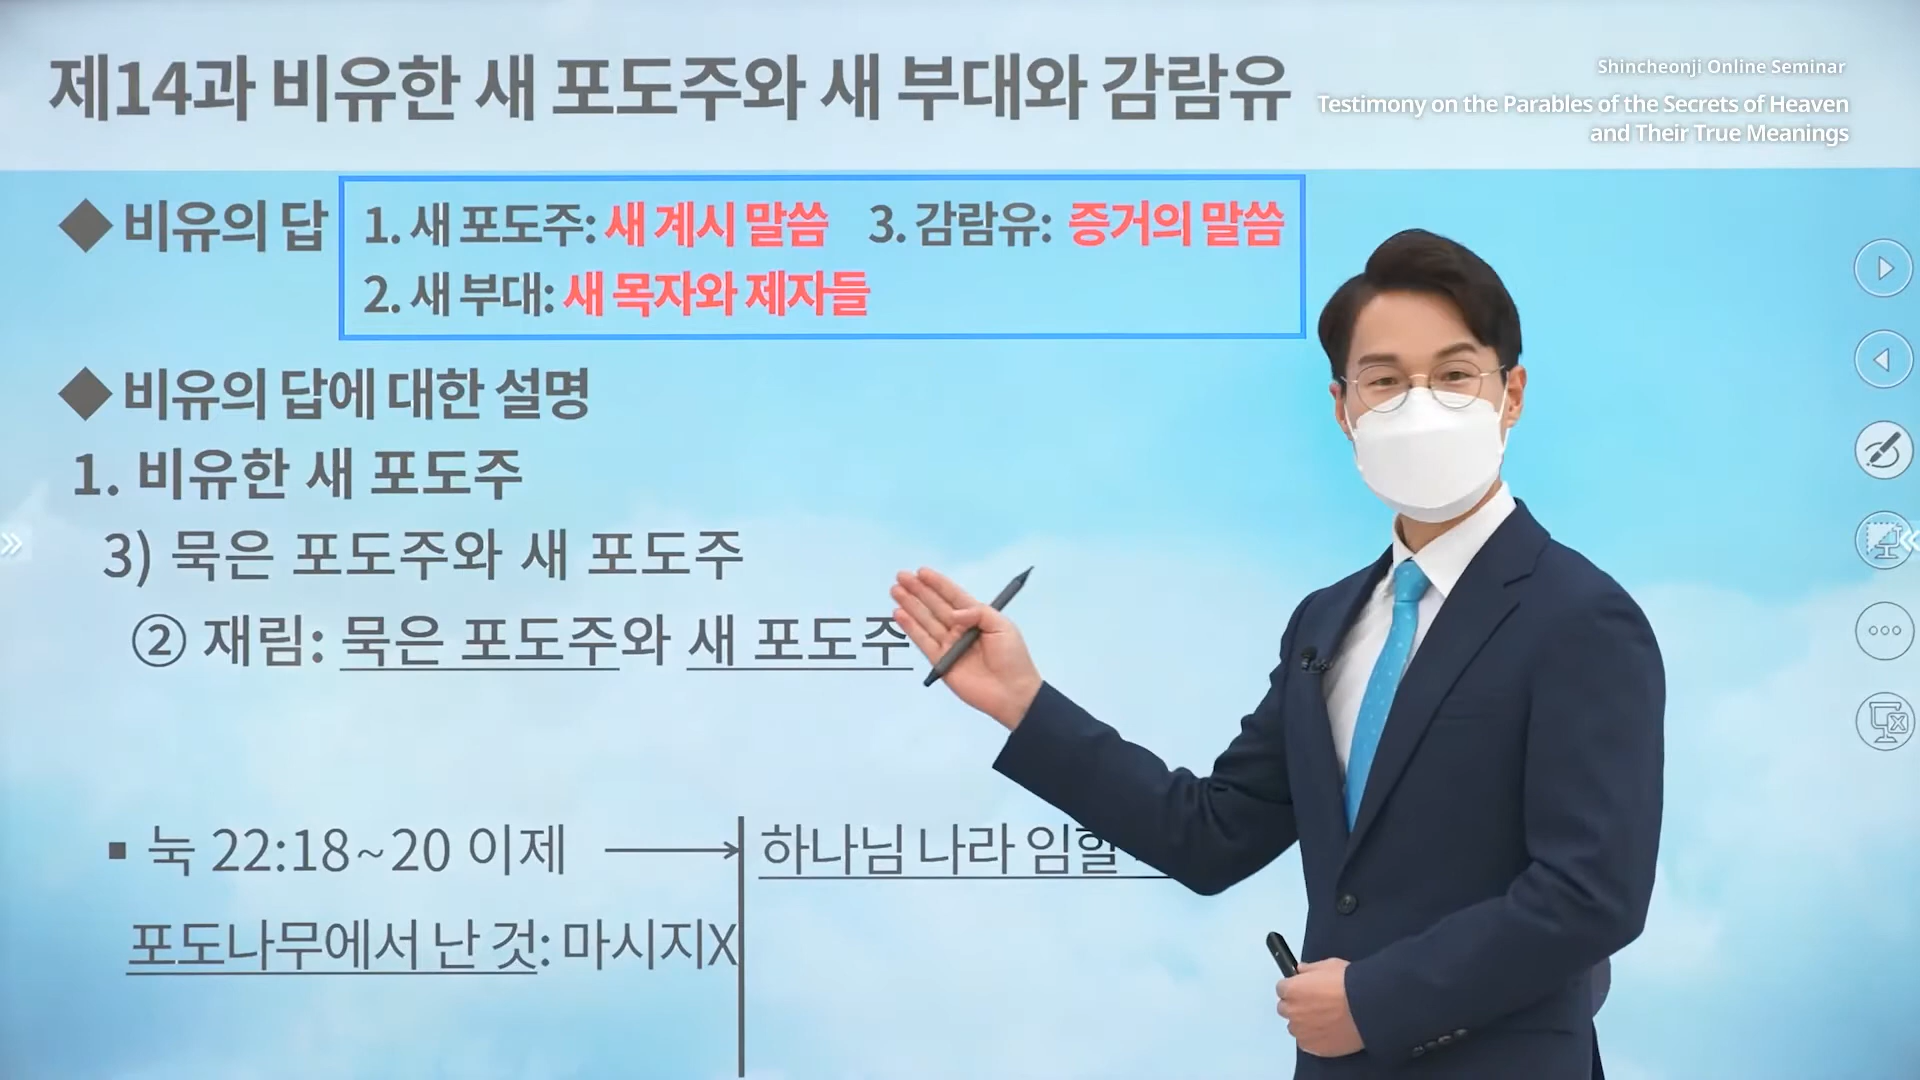 제14과 비유한 새 포도주와 새 부대와 감람유
Shincheonji Online Seminar
Testimony on the Parables of the Secrets of Heaven
and Their True Meanings
◆비유의 답
1. 새 포도주: 새 계시 말씀 3. 감람유: 증거의 말씀
2. 새 부대: 새 목자와 제자들
◆비유의 답에 대한 설명
1. 비유한 새 포도주
3) 묵은 포도주와 새 포도주
② 재림: 묵은 포도주와 새 포도주
▪ 눅 22:18~20 이제 → 하나님 나라 임할
포도나무에서 난 것: 마시지X